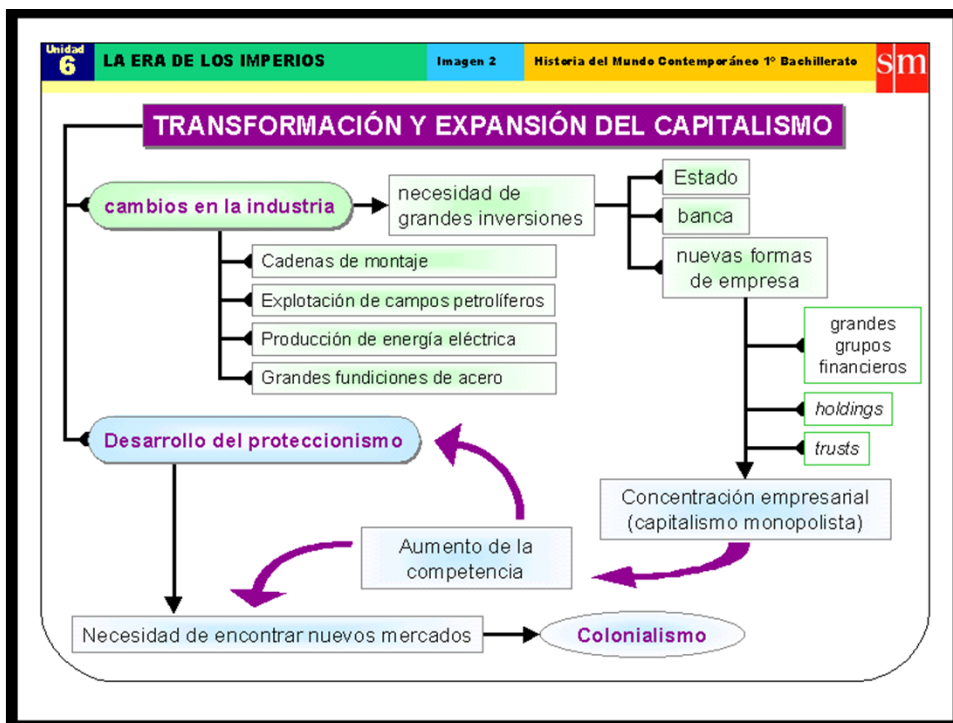 Unidad
6
LA ERA DE LOS IMPERIOS
Imagen 2
Historia del Mundo Contemporáneo 1º Bachillerato
sm
TRANSFORMACIÓN Y EXPANSIÓN DEL CAPITALISMO
cambios en la industria
necesidad de
grandes inversiones
Estado
banca
nuevas formas
de empresa
Cadenas de montaje
Explotación de campos petrolíferos
Producción de energía eléctrica
Grandes fundiciones de acero
grandes
grupos
financieros
holdings
trusts
Desarrollo del proteccionismo
Concentración empresarial
(capitalismo monopolista)
Aumento de la
competencia
Necesidad de encontrar nuevos mercados
Colonialismo